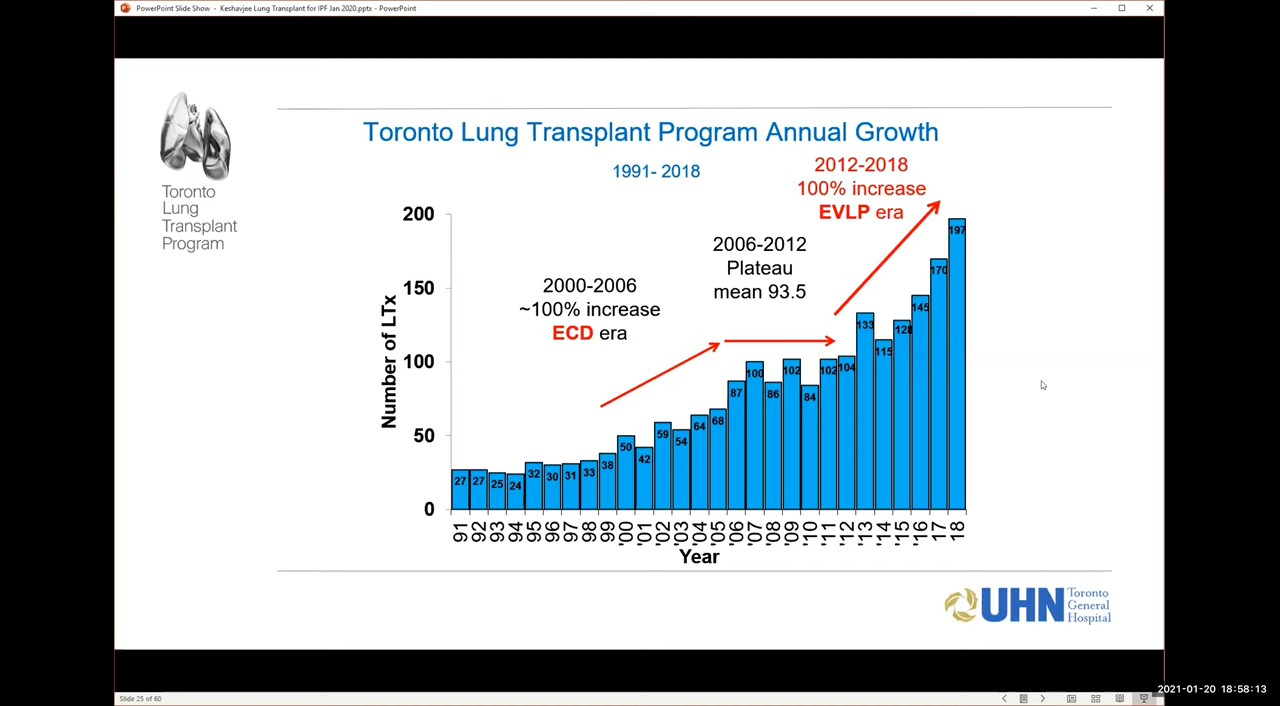 PowerPoint Slide Show - Keshavjee Lung Transplant for IPF Jan 2020.pptx - PowerPoint
Toronto
Lung
Transplant
Program
Toronto Lung Transplant Program Annual Growth
1991- 2018
2012-2018
100% increase
EVLP era
2006-2012
Plateau
mean 93.5
2000-2006
~100% increase
ECD era
Number of LTx
200
150
100
50
0
27 27 25 24 32 30 31 33 38 50 42 59 54 64 68 87 100 86 102 84 102 104 133 115 128 145 170 197
91 92 93 94 95 96 97 98 99 '00 '01 '02 '03 '04 '05 '06 '07 '08 '09 '10 '11 '12 '13 '14 '15 '16 17 18
Year
UHN
Toronto
General
Hospital
Slide 25 of 60
2021-01-20 18:58:13